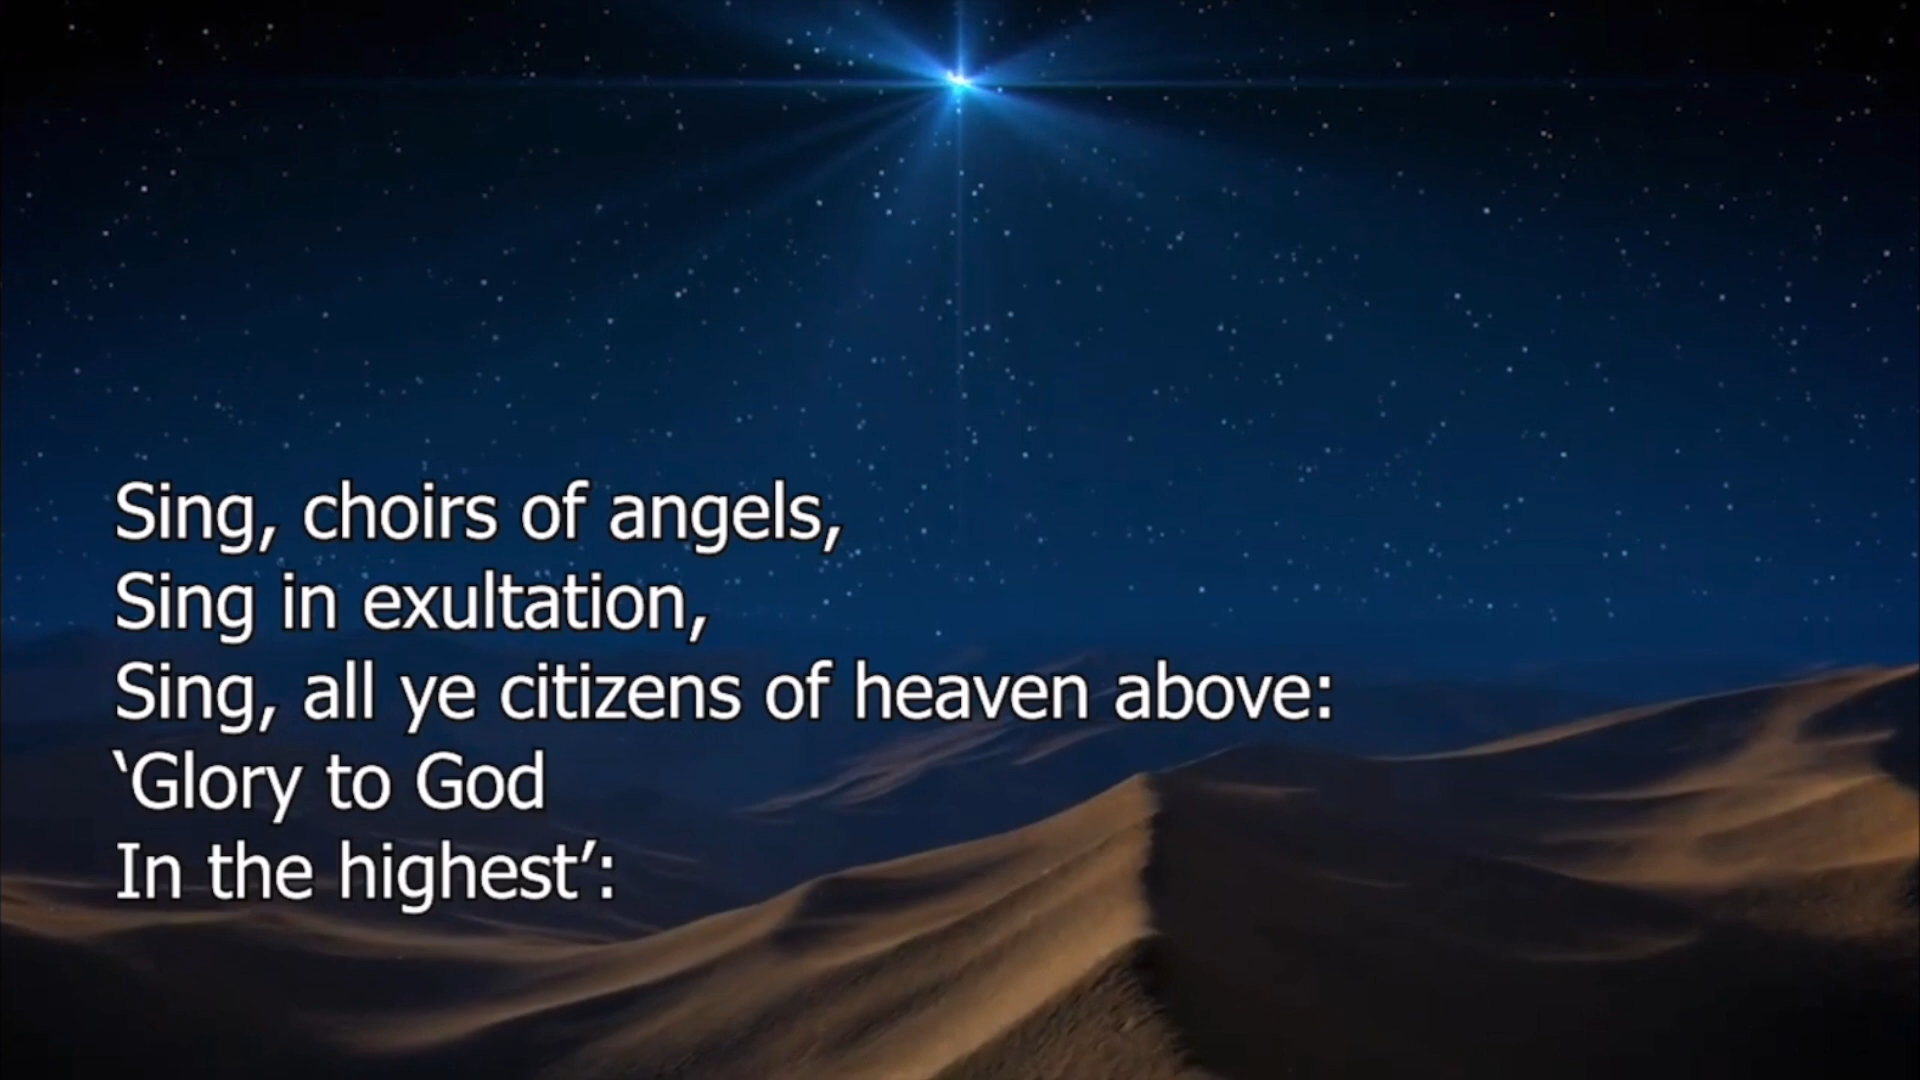 Sing, choirs of angels,
Sing in exultation,
Sing, all ye citizens of heaven above:
‘Glory to God
In the highest’: